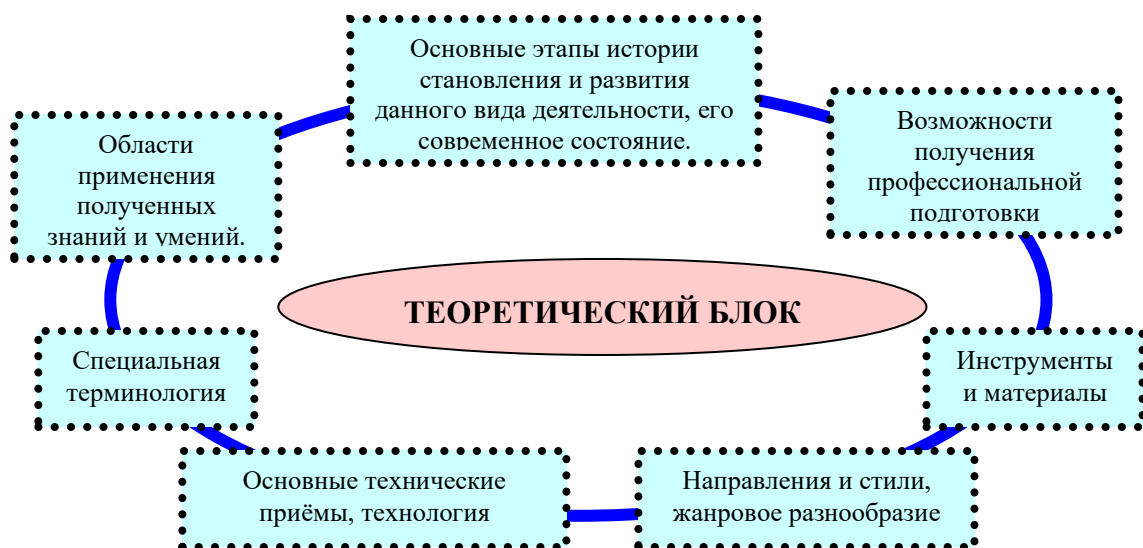 Основные этапы истории
становления и развития
данного вида деятельности, его
современное состояние.
Возможности
получения
профессиональной
подготовки
Области
применения
полученных
знаний и умений.
ТЕОРЕТИЧЕСКИЙ БЛОК
Специальная
терминология
Инструменты
и материалы
Основные технические
приёмы, технология
Направления и стили,
жанровое разнообразие